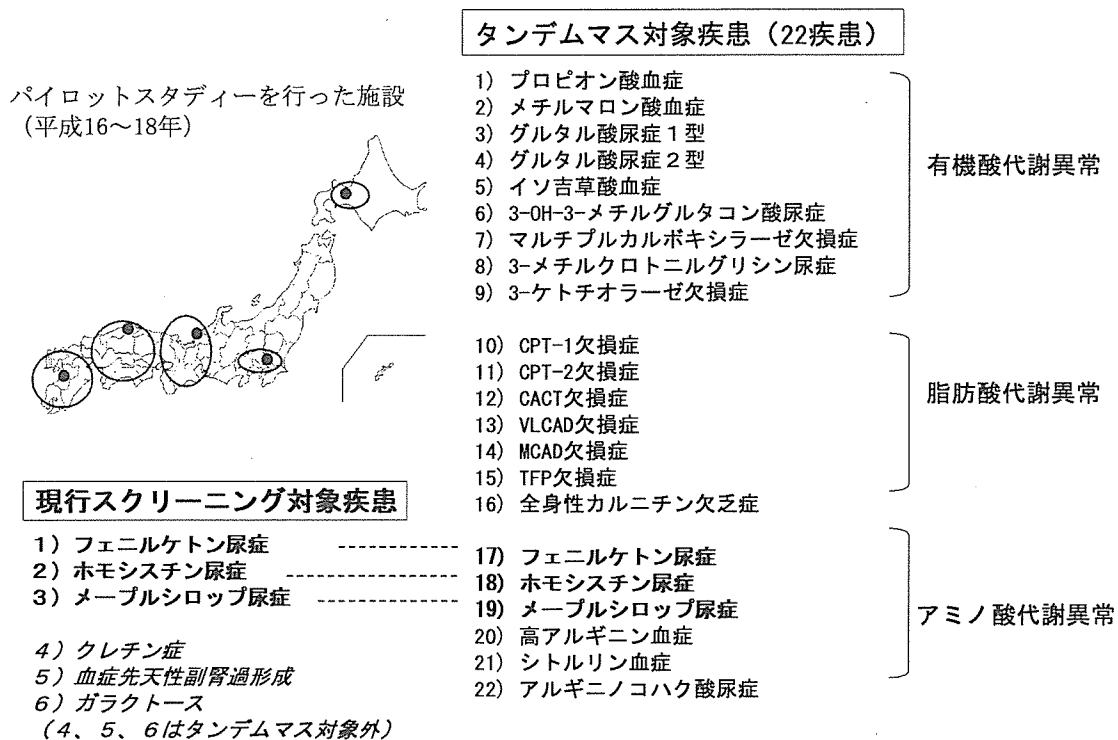 タンデムマス対象疾患（22疾患）
パイロットスタディーを行った施設
（平成16～18年）
1) プロピオン酸血症
2) メチルマロン酸血症
3) グルタル酸尿症１型
4) グルタル酸尿症２型
5) イソ吉草酸血症
6) 3-OH-3-メチルグルタコン酸尿症
7) マルチプルカルボキシラーゼ欠損症
8) 3-メチルクロトニルグリシン尿症
9) 3-ケトチオラーゼ欠損症
有機酸代謝異常
10) CPT-1欠損症
11) CPT-2欠損症
12) CACT欠損症
13) VLCAD欠損症
14) MCAD欠損症
15) TFP欠損症
16) 全身性カルニチン欠乏症
脂肪酸代謝異常
現行スクリーニング対象疾患
１）フェニルケトン尿症
２）ホモシスチン尿症
３）メープルシロップ尿症
４）クレチン症
５）血症先天性副腎過形成
６）ガラクトース
（４、５、６はタンデムマス対象外）
17) フェニルケトン尿症
18) ホモシスチン尿症
19) メープルシロップ尿症
20) 高アルギニン血症
21) シトルリン血症
22) アルギニノコハク酸尿症
アミノ酸代謝異常